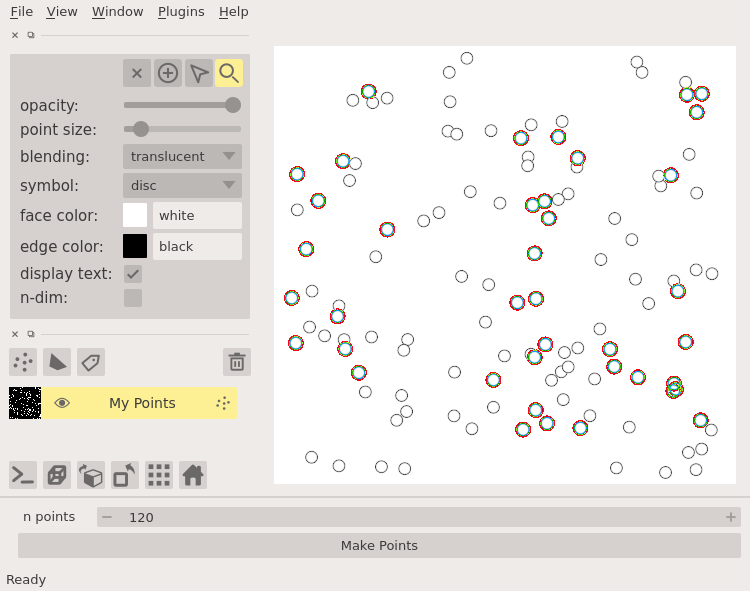 File View Window Plugins Help
opacity:
point size:
blending: translucent
symbol: disc
face color: white
edge color: black
display text:
n-dim:
My Points
n points 120
Make Points
Ready